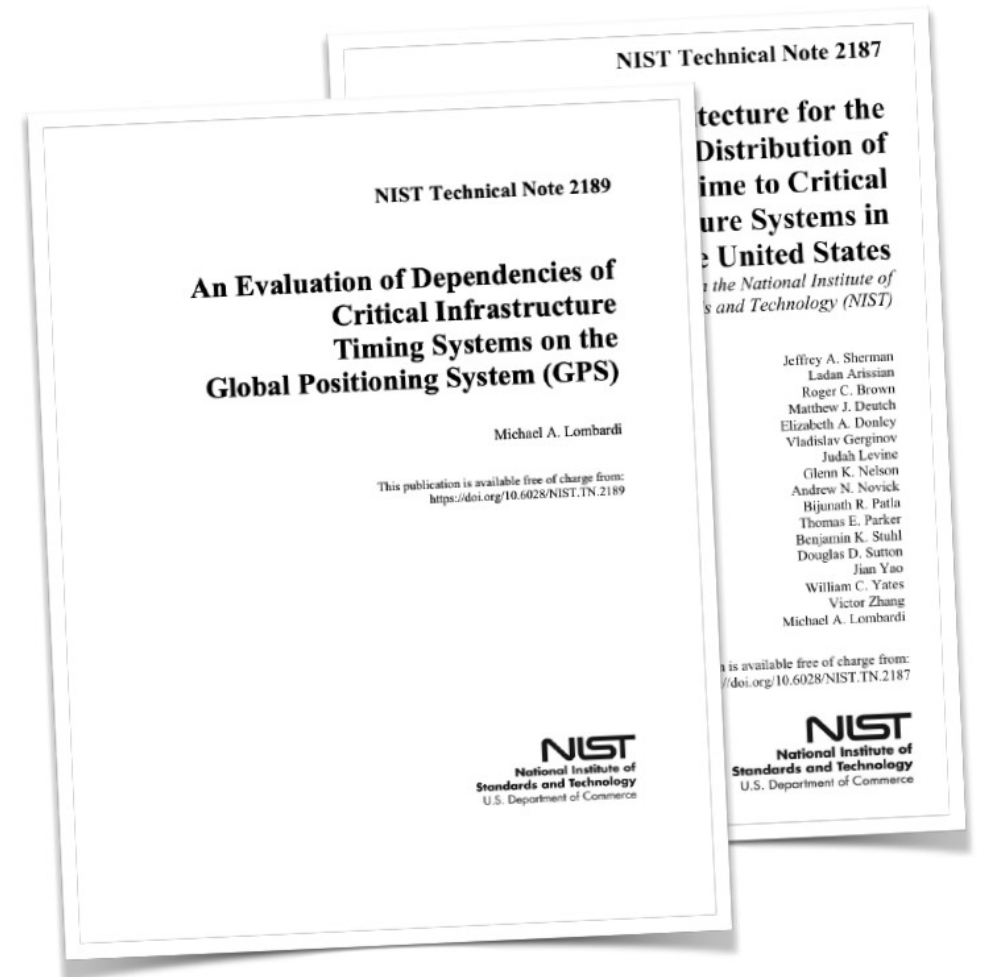 NIST Technical Note 2189
An Evaluation of Dependencies of
Critical Infrastructure
Timing Systems on the
Global Positioning System (GPS)
Michael A. Lombardi
This publication is available free of charge from:
https://doi.org/10.6028/NIST.TN.2189
NIST
National Institute of
Standards and Technology
U.S. Department of Commerce
NIST Technical Note 2187
tecture for the
Distribution of
ime to Critical
ure Systems in
United States
the National Institute of
s and Technology (NIST)
Jeffrey A. Sherman
Ladan Arissian
Roger C. Brown
Matthew J. Deutch
Elizabeth A. Donley
Vladislav Gerginov
Judah Levine
Glenn K. Nelson
Andrew N. Novick
Bijunath R. Patla
Thomas E. Parker
Benjamin K. Stuhl
Douglas D. Sutton
Jian Yao
William C. Yates
Victor Zhang
Michael A. Lombardi
is available free of charge from:
//doi.org/10.6028/NIST.TN.2187
NIST
National Institute of
Standards and Technology
U.S. Department of Commerce